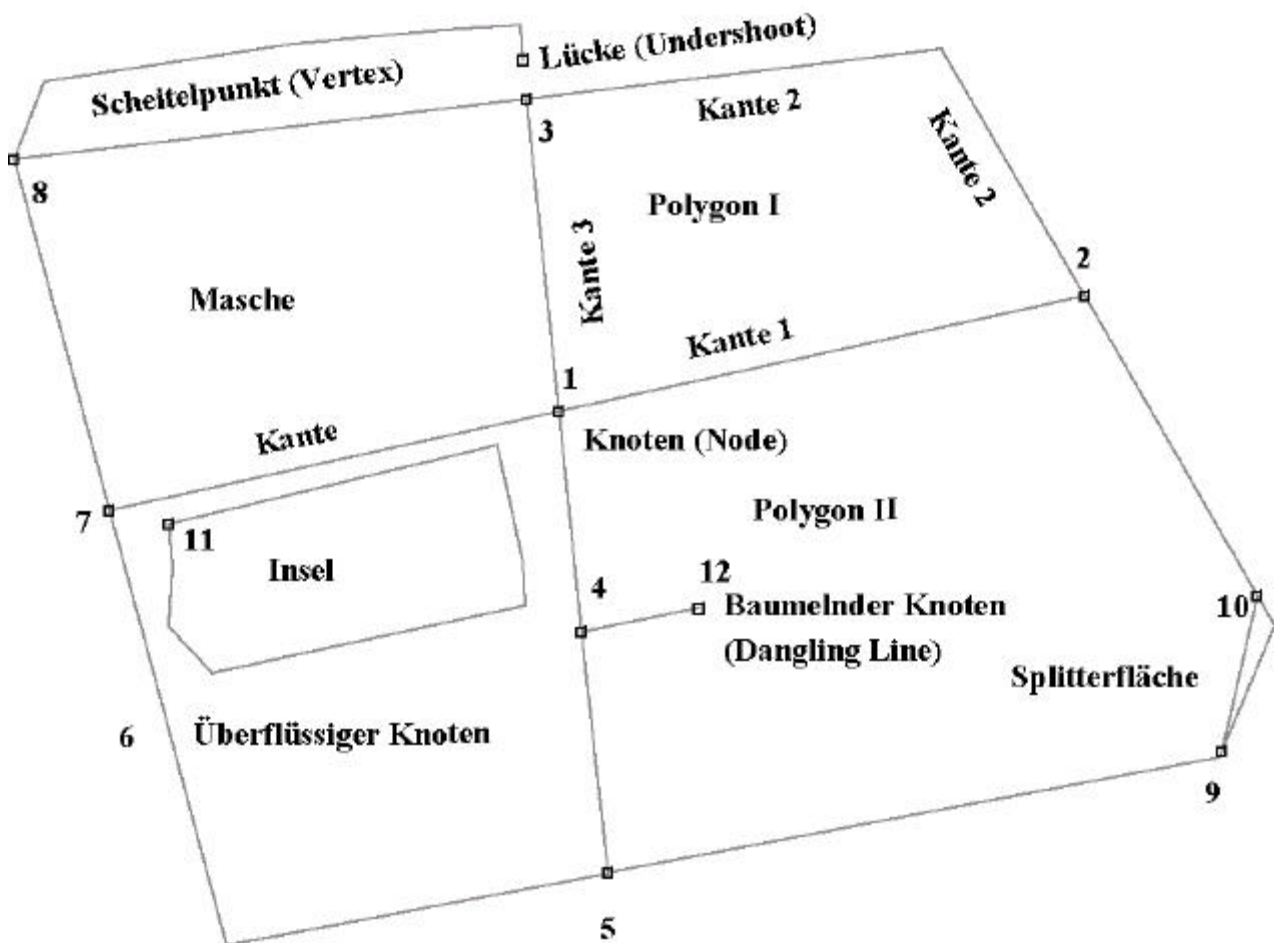 Lücke (Undershoot)
Scheitelpunkt (Vertex)
Kante 2
3
Kante 2
8
Polygon I
Kante 3
2
Masche
Kante 1
1
Kante
Knoten (Node)
7
11
Polygon II
Insel
12
4
Baumelnder Knoten
(Dangling Line)
10
Splitterfläche
6
Überflüssiger Knoten
9
5